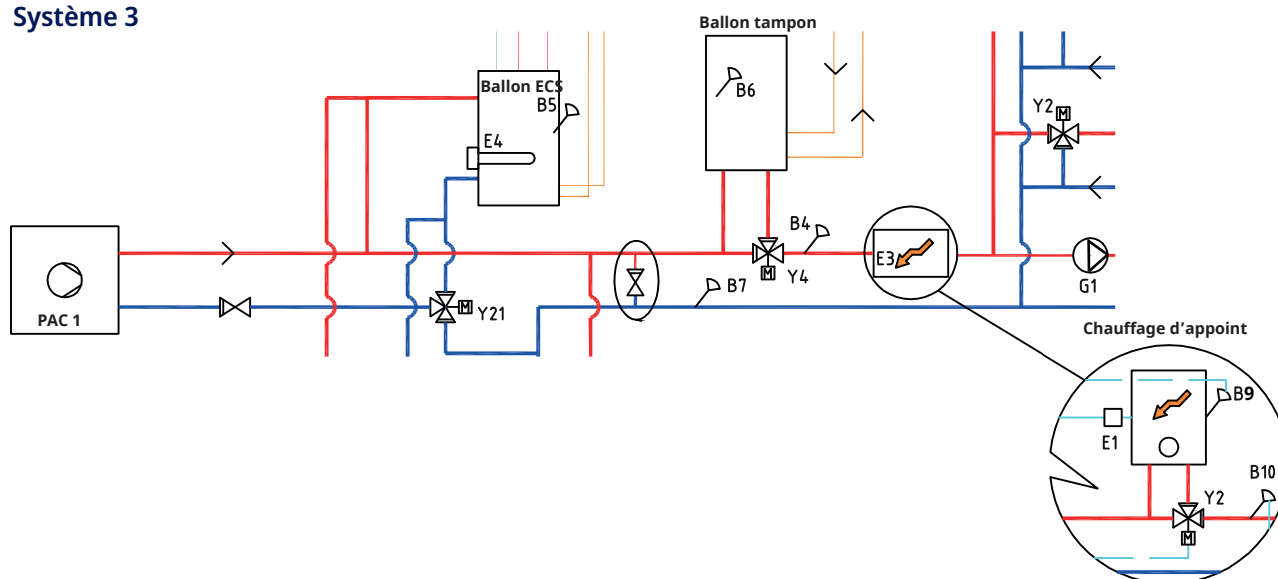 Système 3
Ballon tampon
Ballon ECS
B5
B6
Y2
E4
B4
E3
PAC 1
Y21
B7
Y4
G1
Chauffage d’appoint
B9
E1
B10
Y2
M
M
M
M